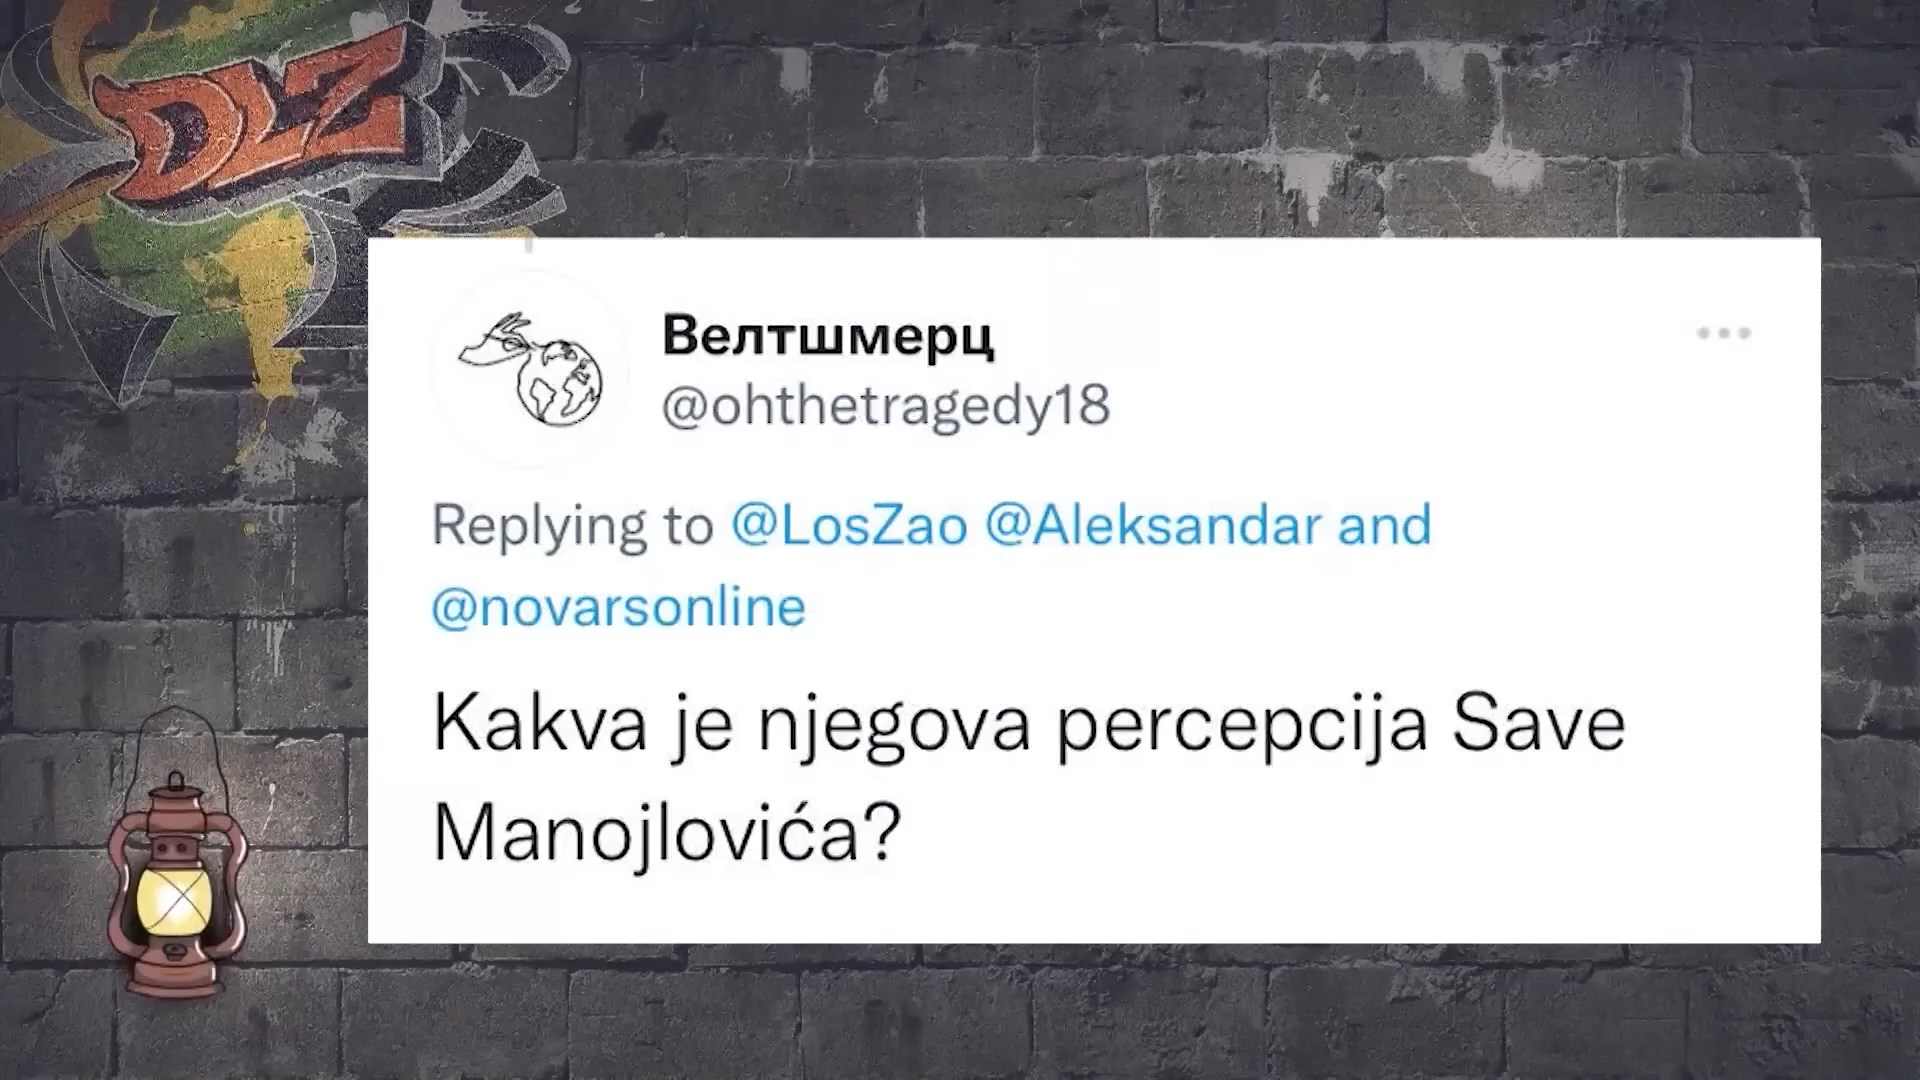 DLZ
Велтшмерц
@ohthetragedy18
Replying to @LosZao @Aleksandar and
@novarsonline
Kakva je njegova percepcija Save
Manojlovića?